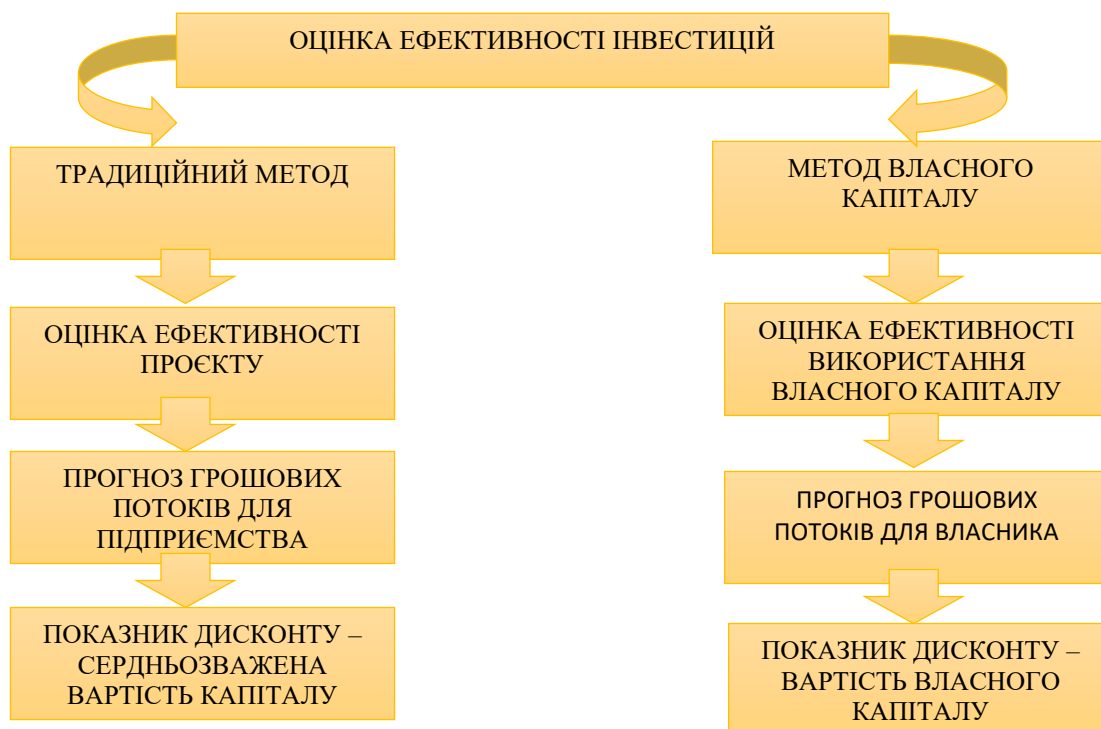 ОЦІНКА ЕФЕКТИВНОСТІ ІНВЕСТИЦІЙ
ТРАДИЦІЙНИЙ МЕТОД
ОЦІНКА ЕФЕКТИВНОСТІ
ПРОЄКТУ
ПРОГНОЗ ГРОШОВИХ
ПОТОКІВ ДЛЯ
ПІДПРИЄМСТВА
ПОКАЗНИК ДИСКОНТУ –
СЕРДНЬОЗВАЖЕНА
ВАРТІСТЬ КАПІТАЛУ
МЕТОД ВЛАСНОГО
КАПІТАЛУ
ОЦІНКА ЕФЕКТИВНОСТІ
ВИКОРИСТАННЯ
ВЛАСНОГО КАПІТАЛУ
ПРОГНОЗ ГРОШОВИХ
ПОТОКІВ ДЛЯ ВЛАСНИКА
ПОКАЗНИК ДИСКОНТУ –
ВАРТІСТЬ ВЛАСНОГО
КАПІТАЛУ